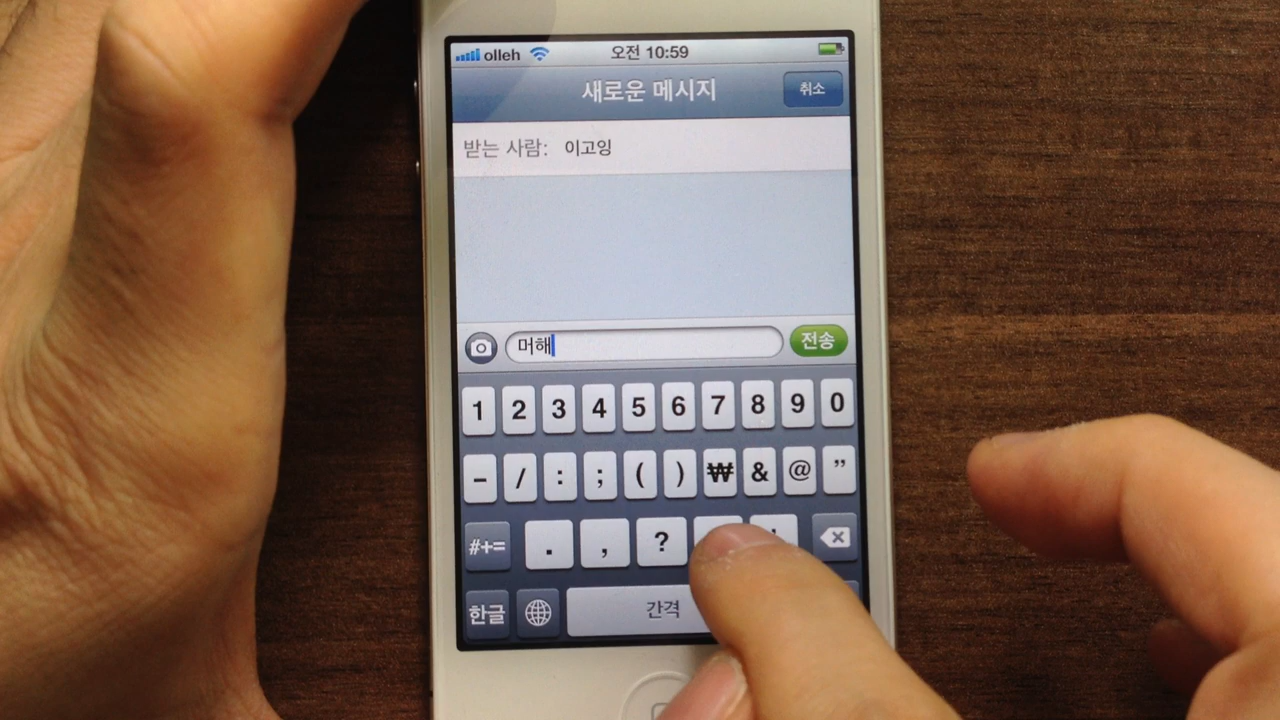 olleh 오전 10:59
새로운 메시지 취소
받는 사람: 이고잉
머해 전송
1 2 3 4 5 6 7 8 9 0
- / : ; ( ) ₩ & @ ”
#+= . , ? '
한글 간격